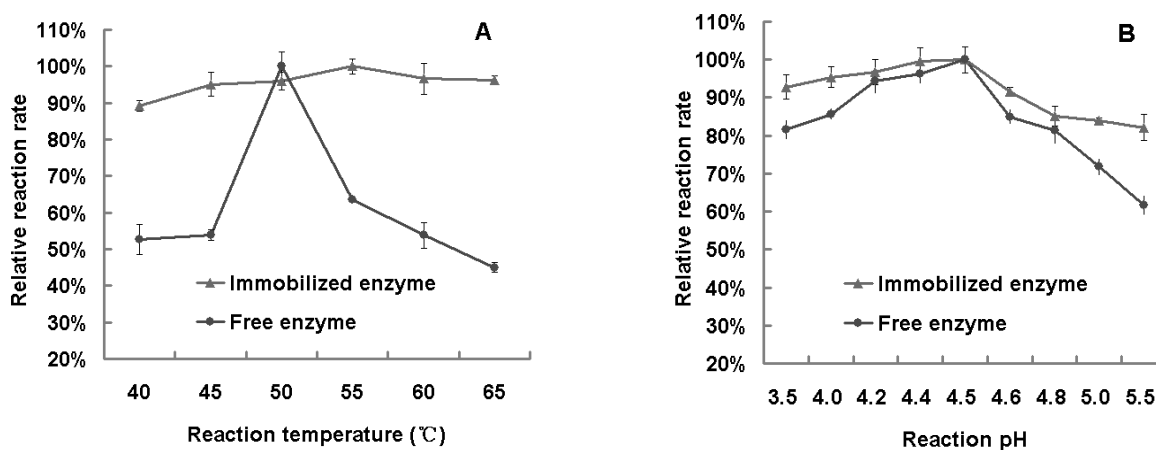 A
110%
100%
90%
80%
70%
60%
50%
40%
30%
20%
Relative reaction rate
Immobilized enzyme
Free enzyme
40 45 50 55 60 65
Reaction temperature (℃)
B
110%
100%
90%
80%
70%
60%
50%
40%
30%
20%
Relative reaction rate
Immobilized enzyme
Free enzyme
3.5 4.0 4.2 4.4 4.5 4.6 4.8 5.0 5.5
Reaction pH